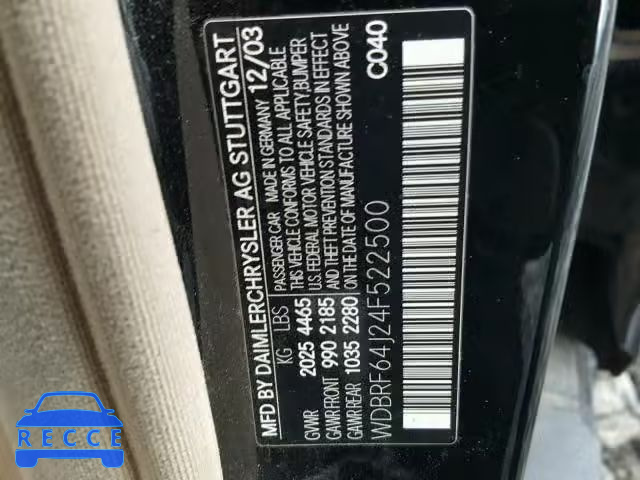 MFD BY DAIMLERCHRYSLER AG STUTTGART
PASSENGER CAR MADE IN GERMANY 12/03
THIS VEHICLE CONFORMS TO ALL APPLICABLE
U.S. FEDERAL MOTOR VEHICLE SAFETY,BUMPER
AND THEFT PREVENTION STANDARDS IN EFFECT
ON DATE OF MANUFACTURE SHOWN ABOVE
KG LBS
GVWR 2025 4465
GAWR FRONT 990 2185
GAWR REAR 1035 2280
C040
WDBRF64J24F522500
RECCE